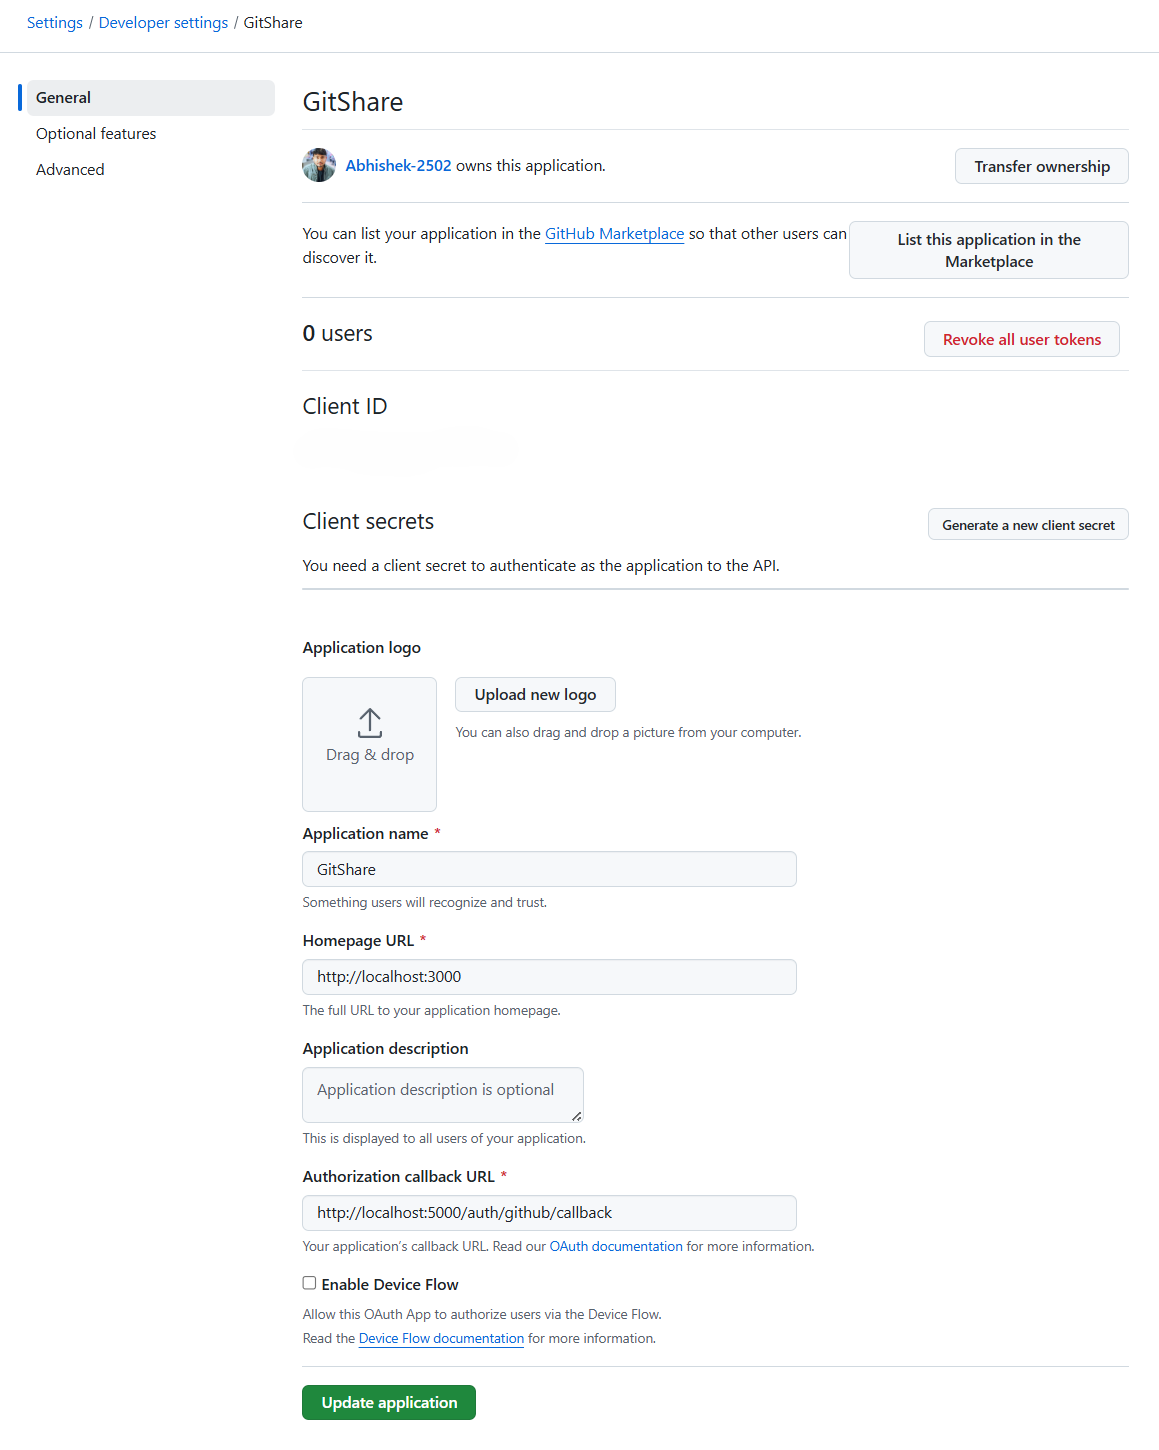 Settings / Developer settings / GitShare
General
Optional features
Advanced
GitShare
Abhishek-2502 owns this application.
Transfer ownership
You can list your application in the GitHub Marketplace so that other users can
discover it.
List this application in the
Marketplace
0 users
Revoke all user tokens
Client ID
Client secrets
Generate a new client secret
You need a client secret to authenticate as the application to the API.
Application logo
Drag & drop
Upload new logo
You can also drag and drop a picture from your computer.
Application name *
GitShare
Something users will recognize and trust.
Homepage URL *
http://localhost:3000
The full URL to your application homepage.
Application description
Application description is optional
This is displayed to all users of your application.
Authorization callback URL *
http://localhost:5000/auth/github/callback
Your application’s callback URL. Read our OAuth documentation for more information.
Enable Device Flow
Allow this OAuth App to authorize users via the Device Flow.
Read the Device Flow documentation for more information.
Update application